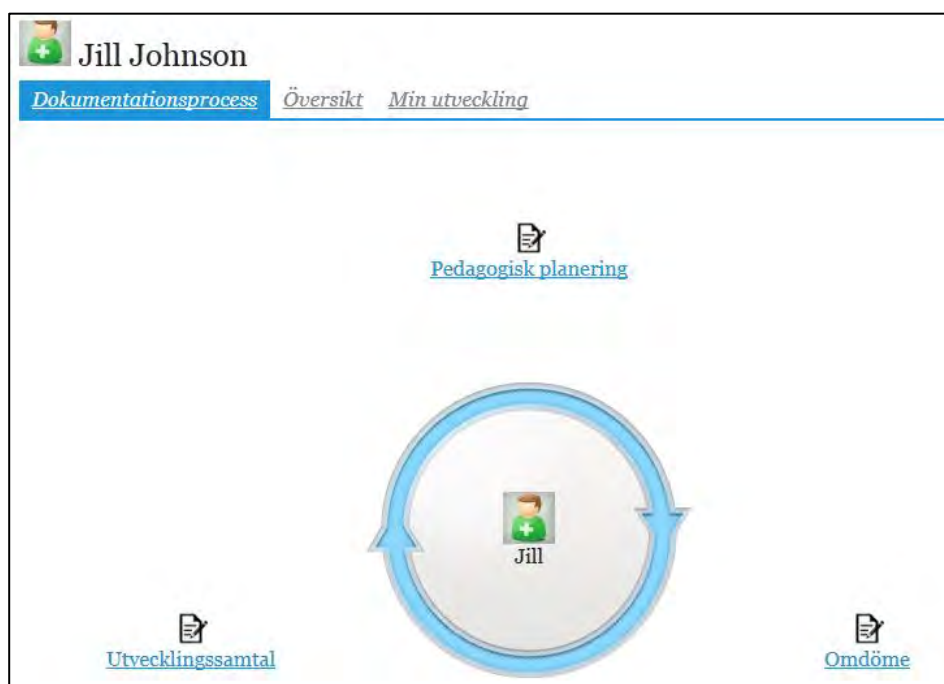 Jill Johnson
Dokumentationsprocess Översikt Min utveckling
Pedagogisk planering
Jill
Utvecklingssamtal Omdöme